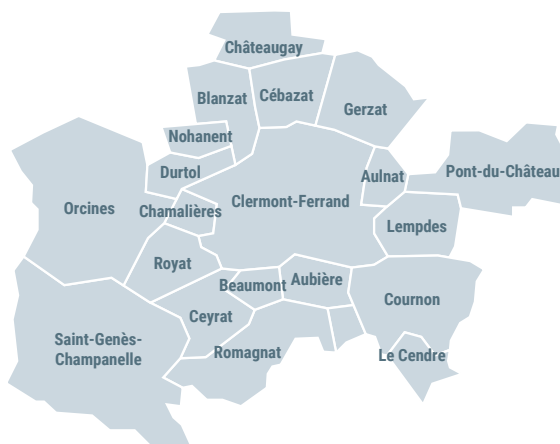 Châteaugay
Blanzat
Cébazat
Gerzat
Nohanent
Durtol
Aulnat
Pont-du-Château
Orcines
Chamalières
Clermont-Ferrand
Lempdes
Royat
Beaumont
Aubière
Cournon
Ceyrat
Saint-Genès-
Champanelle
Romagnat
Le Cendre